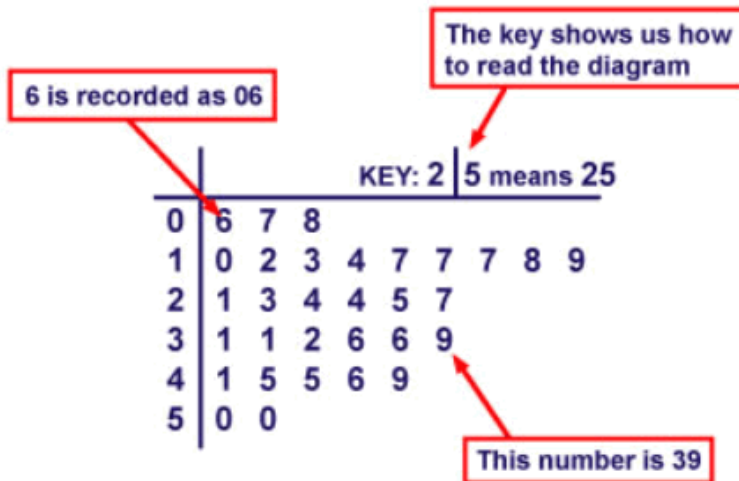 The key shows us how
to read the diagram
6 is recorded as 06
KEY: 2 5 means 25
0 6 7 8
1 0 2 3 4 7 7 7 8 9
2 1 3 4 4 5 7
3 1 1 2 6 6 9
4 1 5 5 6 9
5 0 0
This number is 39